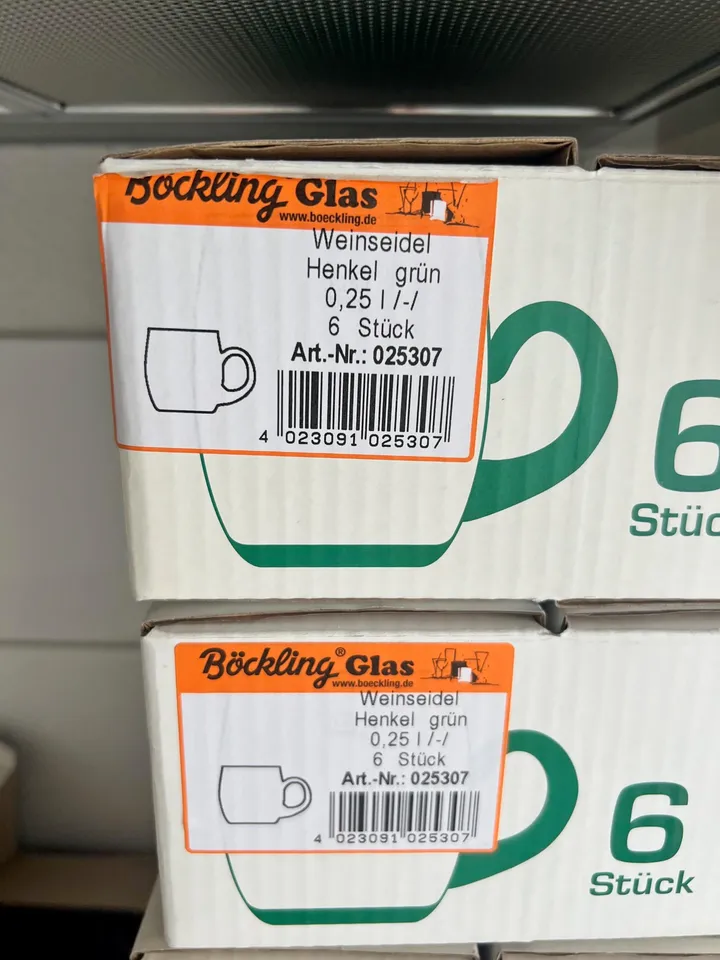 Böckling Glas
www.boeckling.de
Weinseidel
Henkel grün
0,25 l /-/
6 Stück
Art.-Nr.: 025307
4 023091 025307
6
Böckling® Glas
www.boeckling.de
Weinseidel
Henkel grün
0,25 l /-/
6 Stück
Art.-Nr.: 025307
4 023091 025307
6
Stück